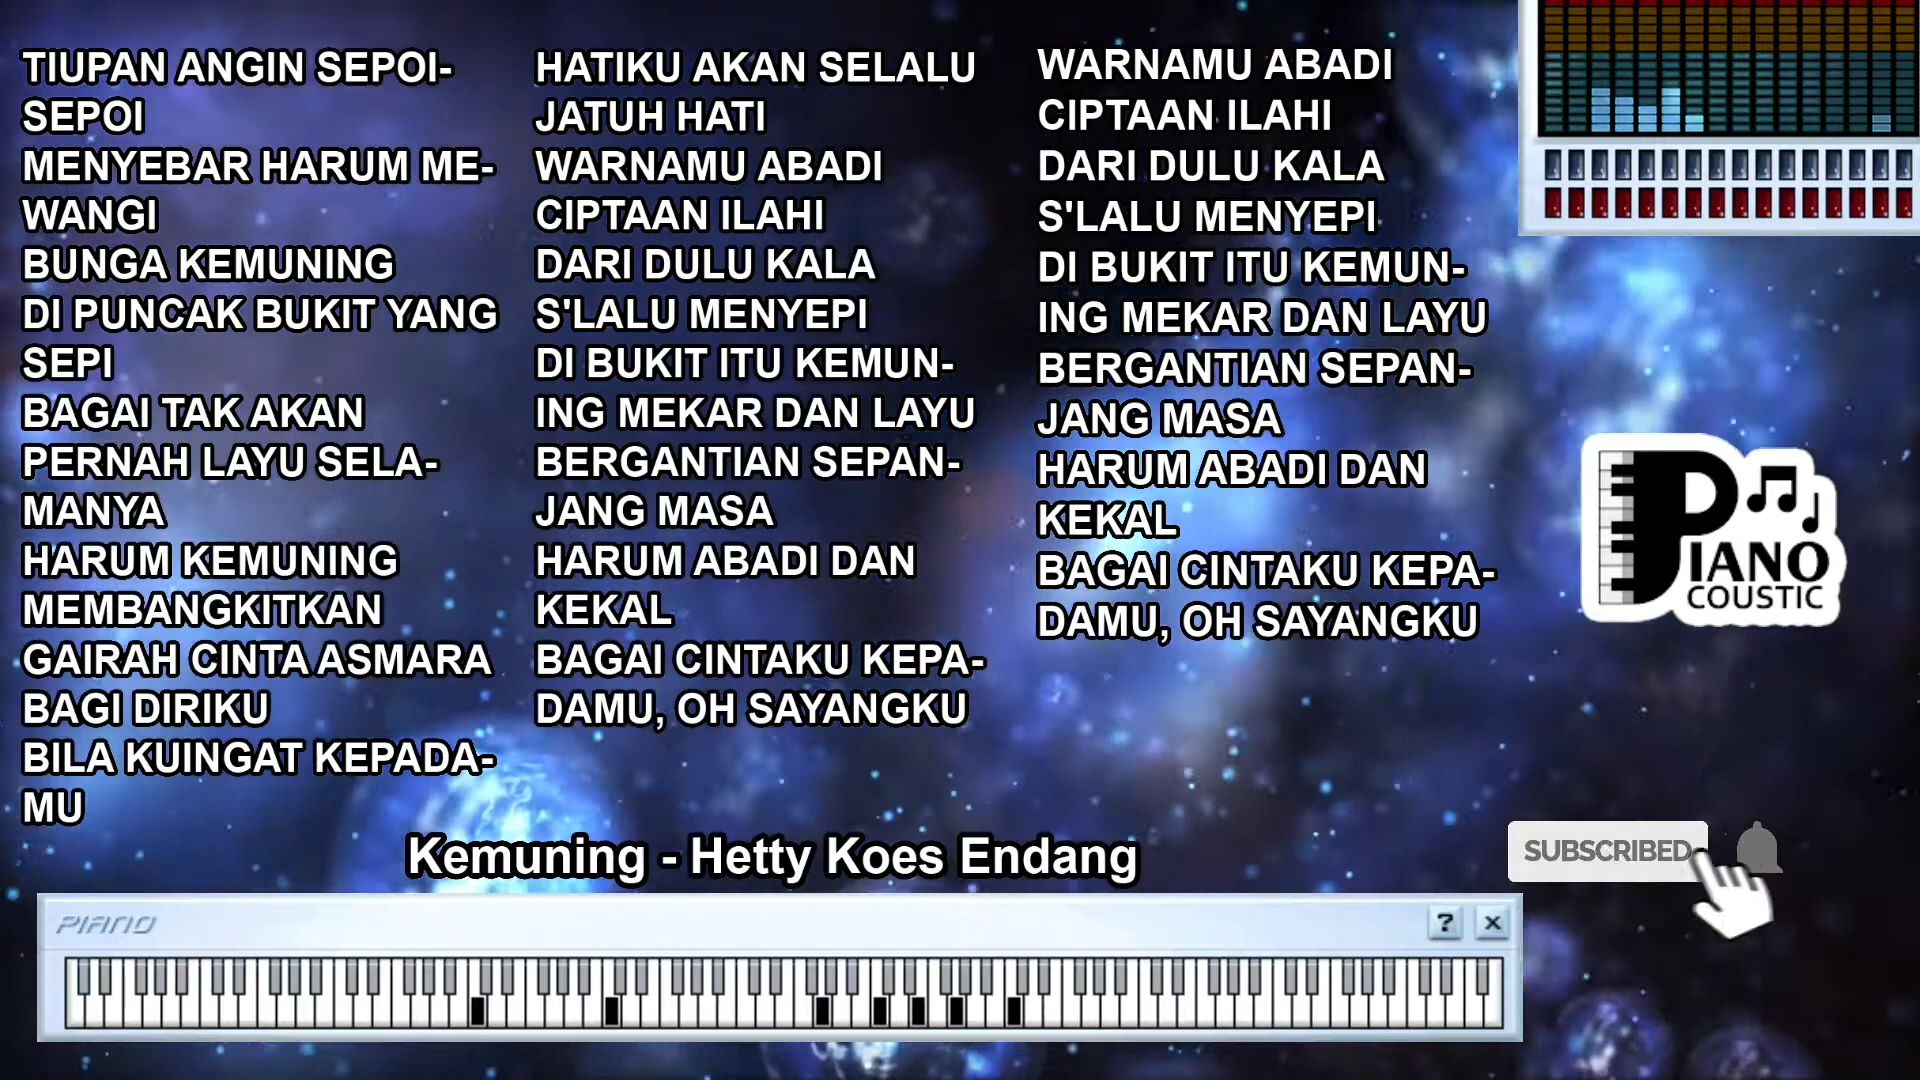 TIUPAN ANGIN SEPOI-
SEPOI
MENYEBAR HARUM ME-
WANGI
BUNGA KEMUNING
DI PUNCAK BUKIT YANG
SEPI
BAGAI TAK AKAN
PERNAH LAYU SELA-
MANYA
HARUM KEMUNING
MEMBANGKITKAN
GAIRAH CINTA ASMARA
BAGI DIRIKU
BILA KUINGAT KEPADA-
MU
HATIKU AKAN SELALU
JATUH HATI
WARNAMU ABADI
CIPTAAN ILAHI
DARI DULU KALA
S'LALU MENYEPI
DI BUKIT ITU KEMUN-
ING MEKAR DAN LAYU
BERGANTIAN SEPAN-
JANG MASA
HARUM ABADI DAN
KEKAL
BAGAI CINTAKU KEPA-
DAMU, OH SAYANGKU
WARNAMU ABADI
CIPTAAN ILAHI
DARI DULU KALA
S'LALU MENYEPI
DI BUKIT ITU KEMUN-
ING MEKAR DAN LAYU
BERGANTIAN SEPAN-
JANG MASA
HARUM ABADI DAN
KEKAL
BAGAI CINTAKU KEPA-
DAMU, OH SAYANGKU
PIANO
COUSTIC
Kemuning - Hetty Koes Endang
SUBSCRIBED
PIANO
? ×